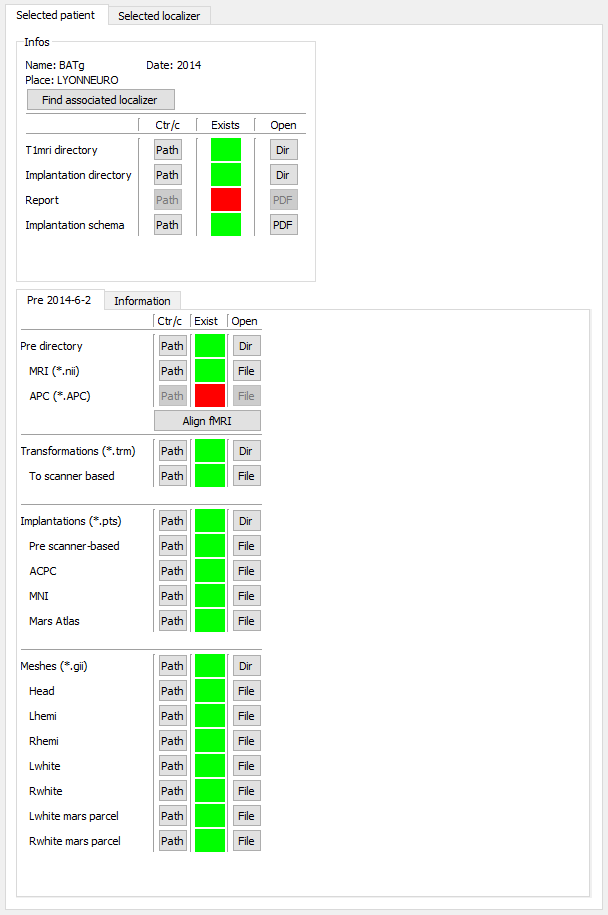 Selected patient Selected localizer
Infos
Name: BATg Date: 2014
Place: LYONNEURO
Find associated localizer
Ctr/c Exists Open
T1mri directory Path Dir
Implantation directory Path Dir
Report Path PDF
Implantation schema Path PDF
Pre 2014-6-2 Information
Ctr/c Exist Open
Pre directory Path Dir
MRI (*.nii) Path File
APC (*.APC) Path File
Align fMRI
Transformations (*.trm) Path Dir
To scanner based Path File
Implantations (*.pts) Path Dir
Pre scanner-based Path File
ACPC Path File
MNI Path File
Mars Atlas Path File
Meshes (*.gii) Path Dir
Head Path File
Lhemi Path File
Rhemi Path File
Lwhite Path File
Rwhite Path File
Lwhite mars parcel Path File
Rwhite mars parcel Path File